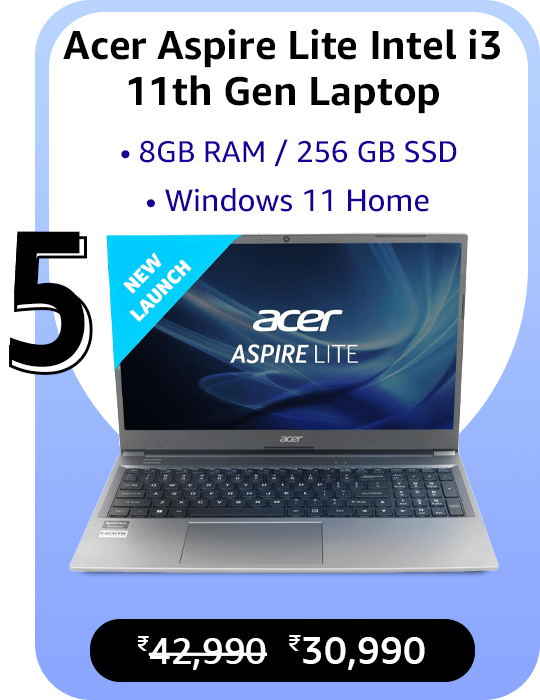 Acer Aspire Lite Intel i3
11th Gen Laptop
• 8GB RAM / 256 GB SSD
• Windows 11 Home
5
NEW
LAUNCH
acer
ASPIRE LITE
acer
₹42,990 ₹30,990